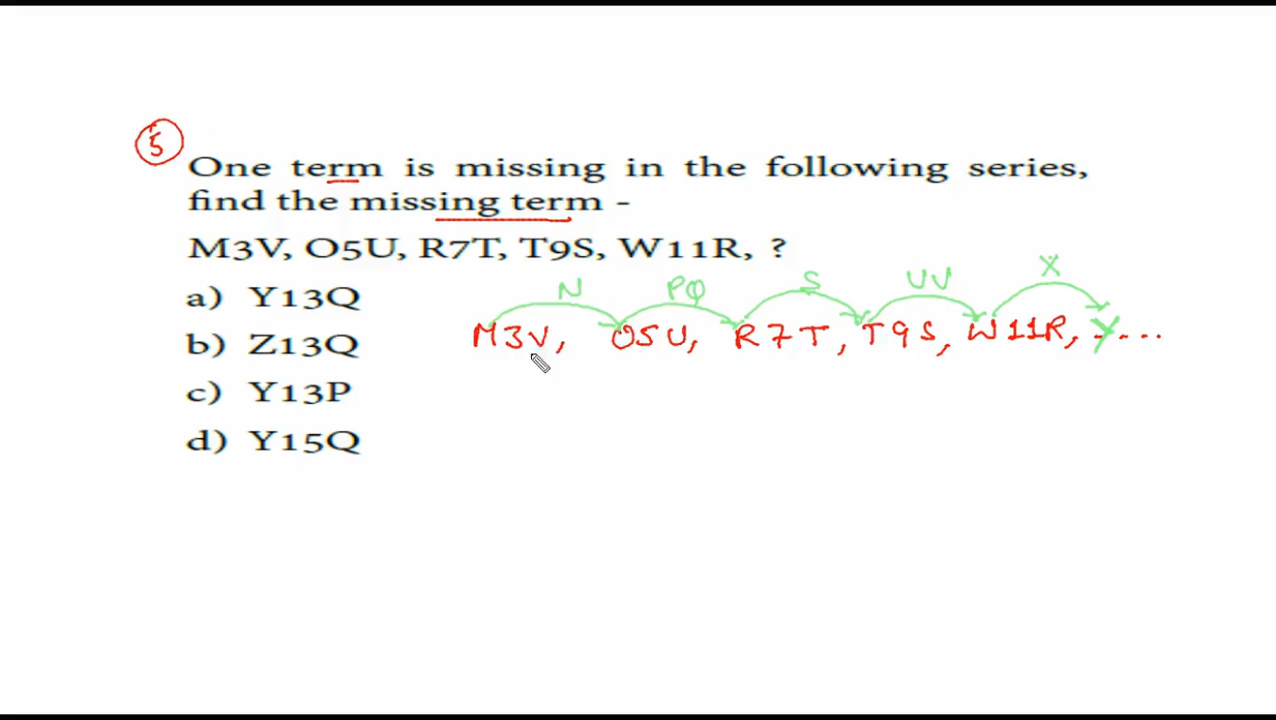 5
One term is missing in the following series,
find the missing term -
M3V, O5U, R7T, T9S, W11R, ?
a) Y13Q
b) Z13Q
c) Y13P
d) Y15Q
N PQ S UV X
M3V, O5U, R7T, T9S, W11R, Y....